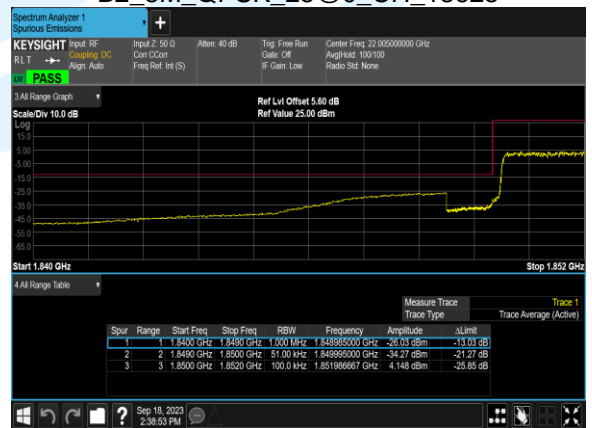 Spectrum Analyzer 1
Spurious Emissions
+
KEYSIGHT Input: RF Input Z: 50 Ω Atten: 40 dB Trig: Free Run Center Freq: 22.005000000 GHz
RLT Coupling: DC Corr CCorr Gate: Off Avg|Hold: 100/100
Align: Auto Freq Ref: Int (S) IF Gain: Low Radio Std: None
PASS
3 All Range Graph
Ref Lvl Offset 5.60 dB
Scale/Div 10.0 dB Ref Value 25.00 dBm
Log
15.0
5.00
-5.00
-15.0
-25.0
-35.0
-45.0
-55.0
-65.0
Start 1.840 GHz Stop 1.852 GHz
4 All Range Table
Measure Trace Trace 1
Trace Type Trace Average (Active)
Spur Range Start Freq Stop Freq RBW Frequency Amplitude ΔLimit
1 1 1.8400 GHz 1.8490 GHz 1.000 MHz 1.848985000 GHz -26.03 dBm -13.03 dB
2 2 1.8490 GHz 1.8500 GHz 51.00 kHz 1.849995000 GHz -34.27 dBm -21.27 dB
3 3 1.8500 GHz 1.8520 GHz 100.0 kHz 1.851986667 GHz 4.148 dBm -25.85 dB
? Sep 18, 2023
2:38:53 PM